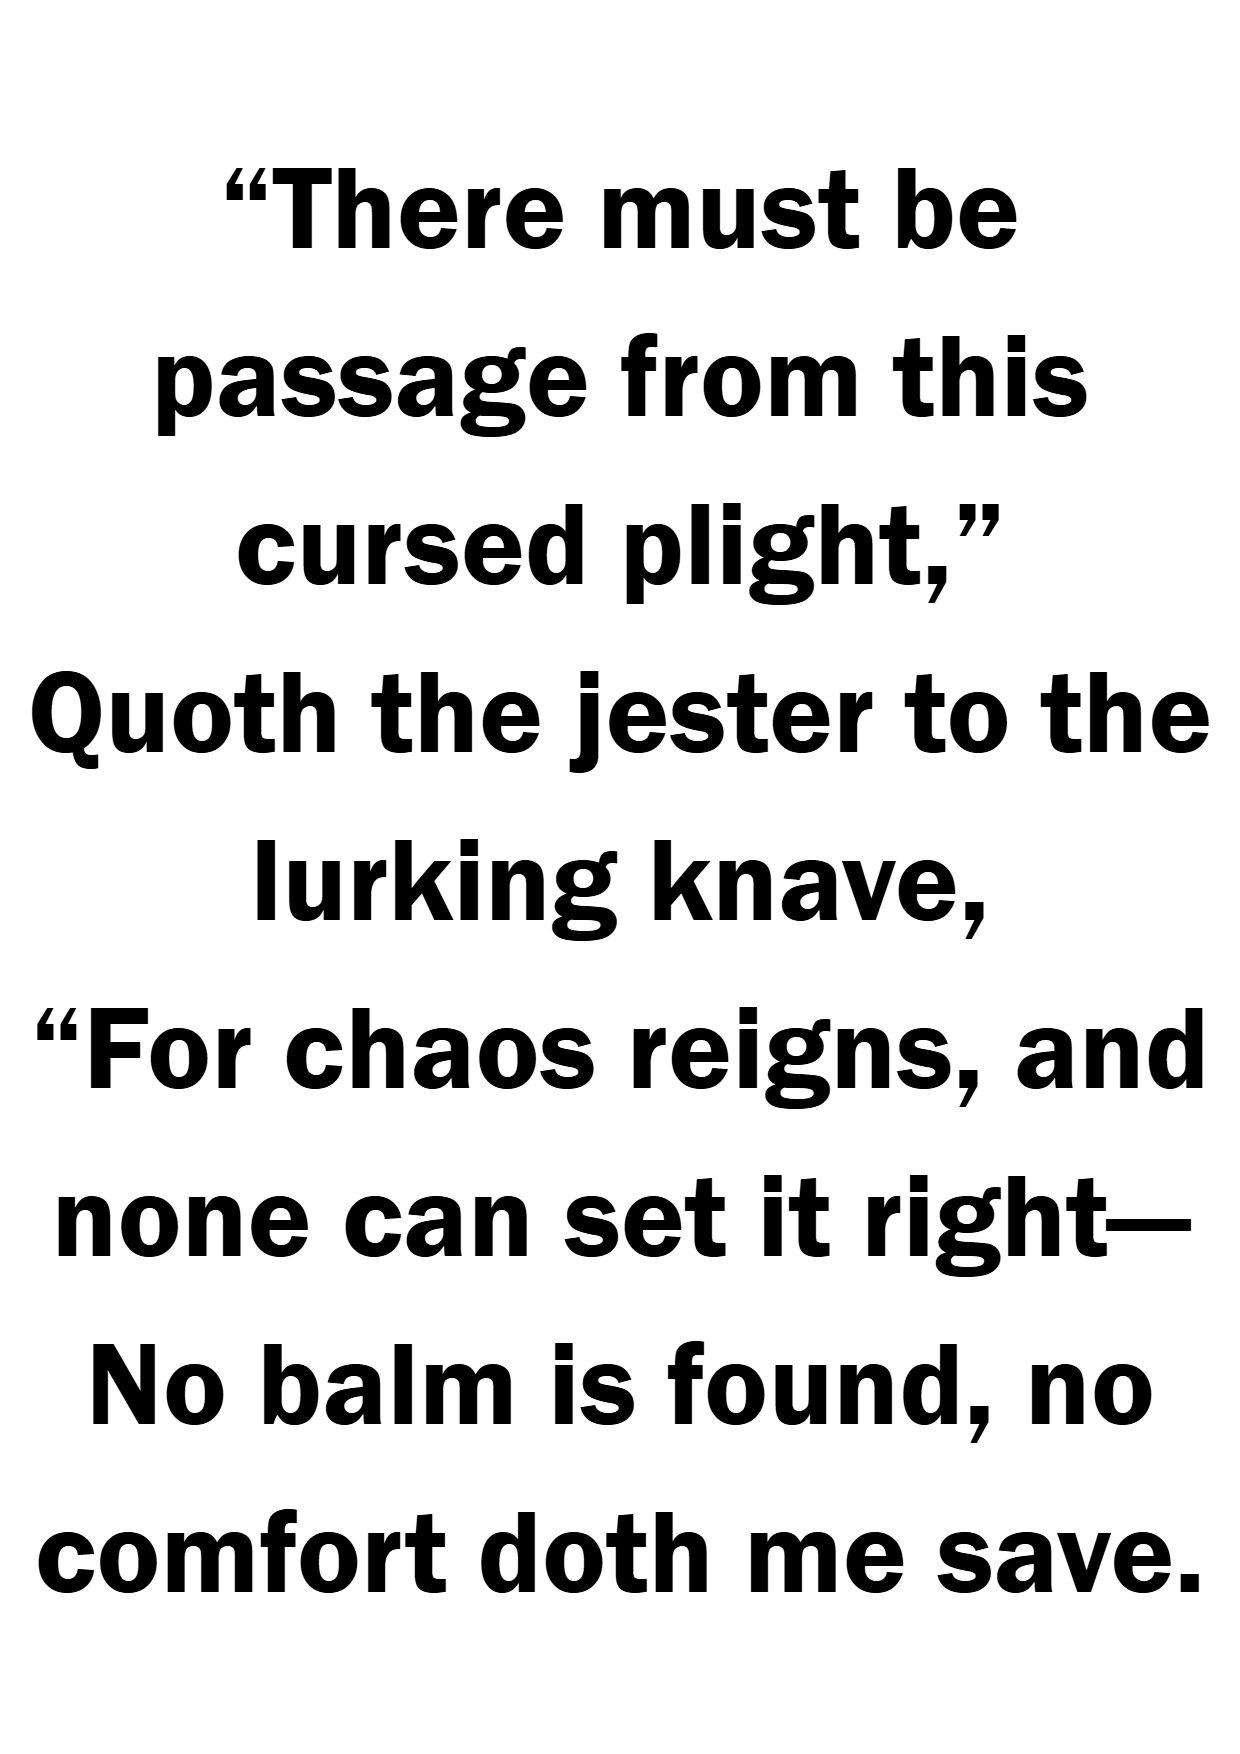 “There must be
passage from this
cursed plight,”
Quoth the jester to the
lurking knave,
“For chaos reigns, and
none can set it right—
No balm is found, no
comfort doth me save.